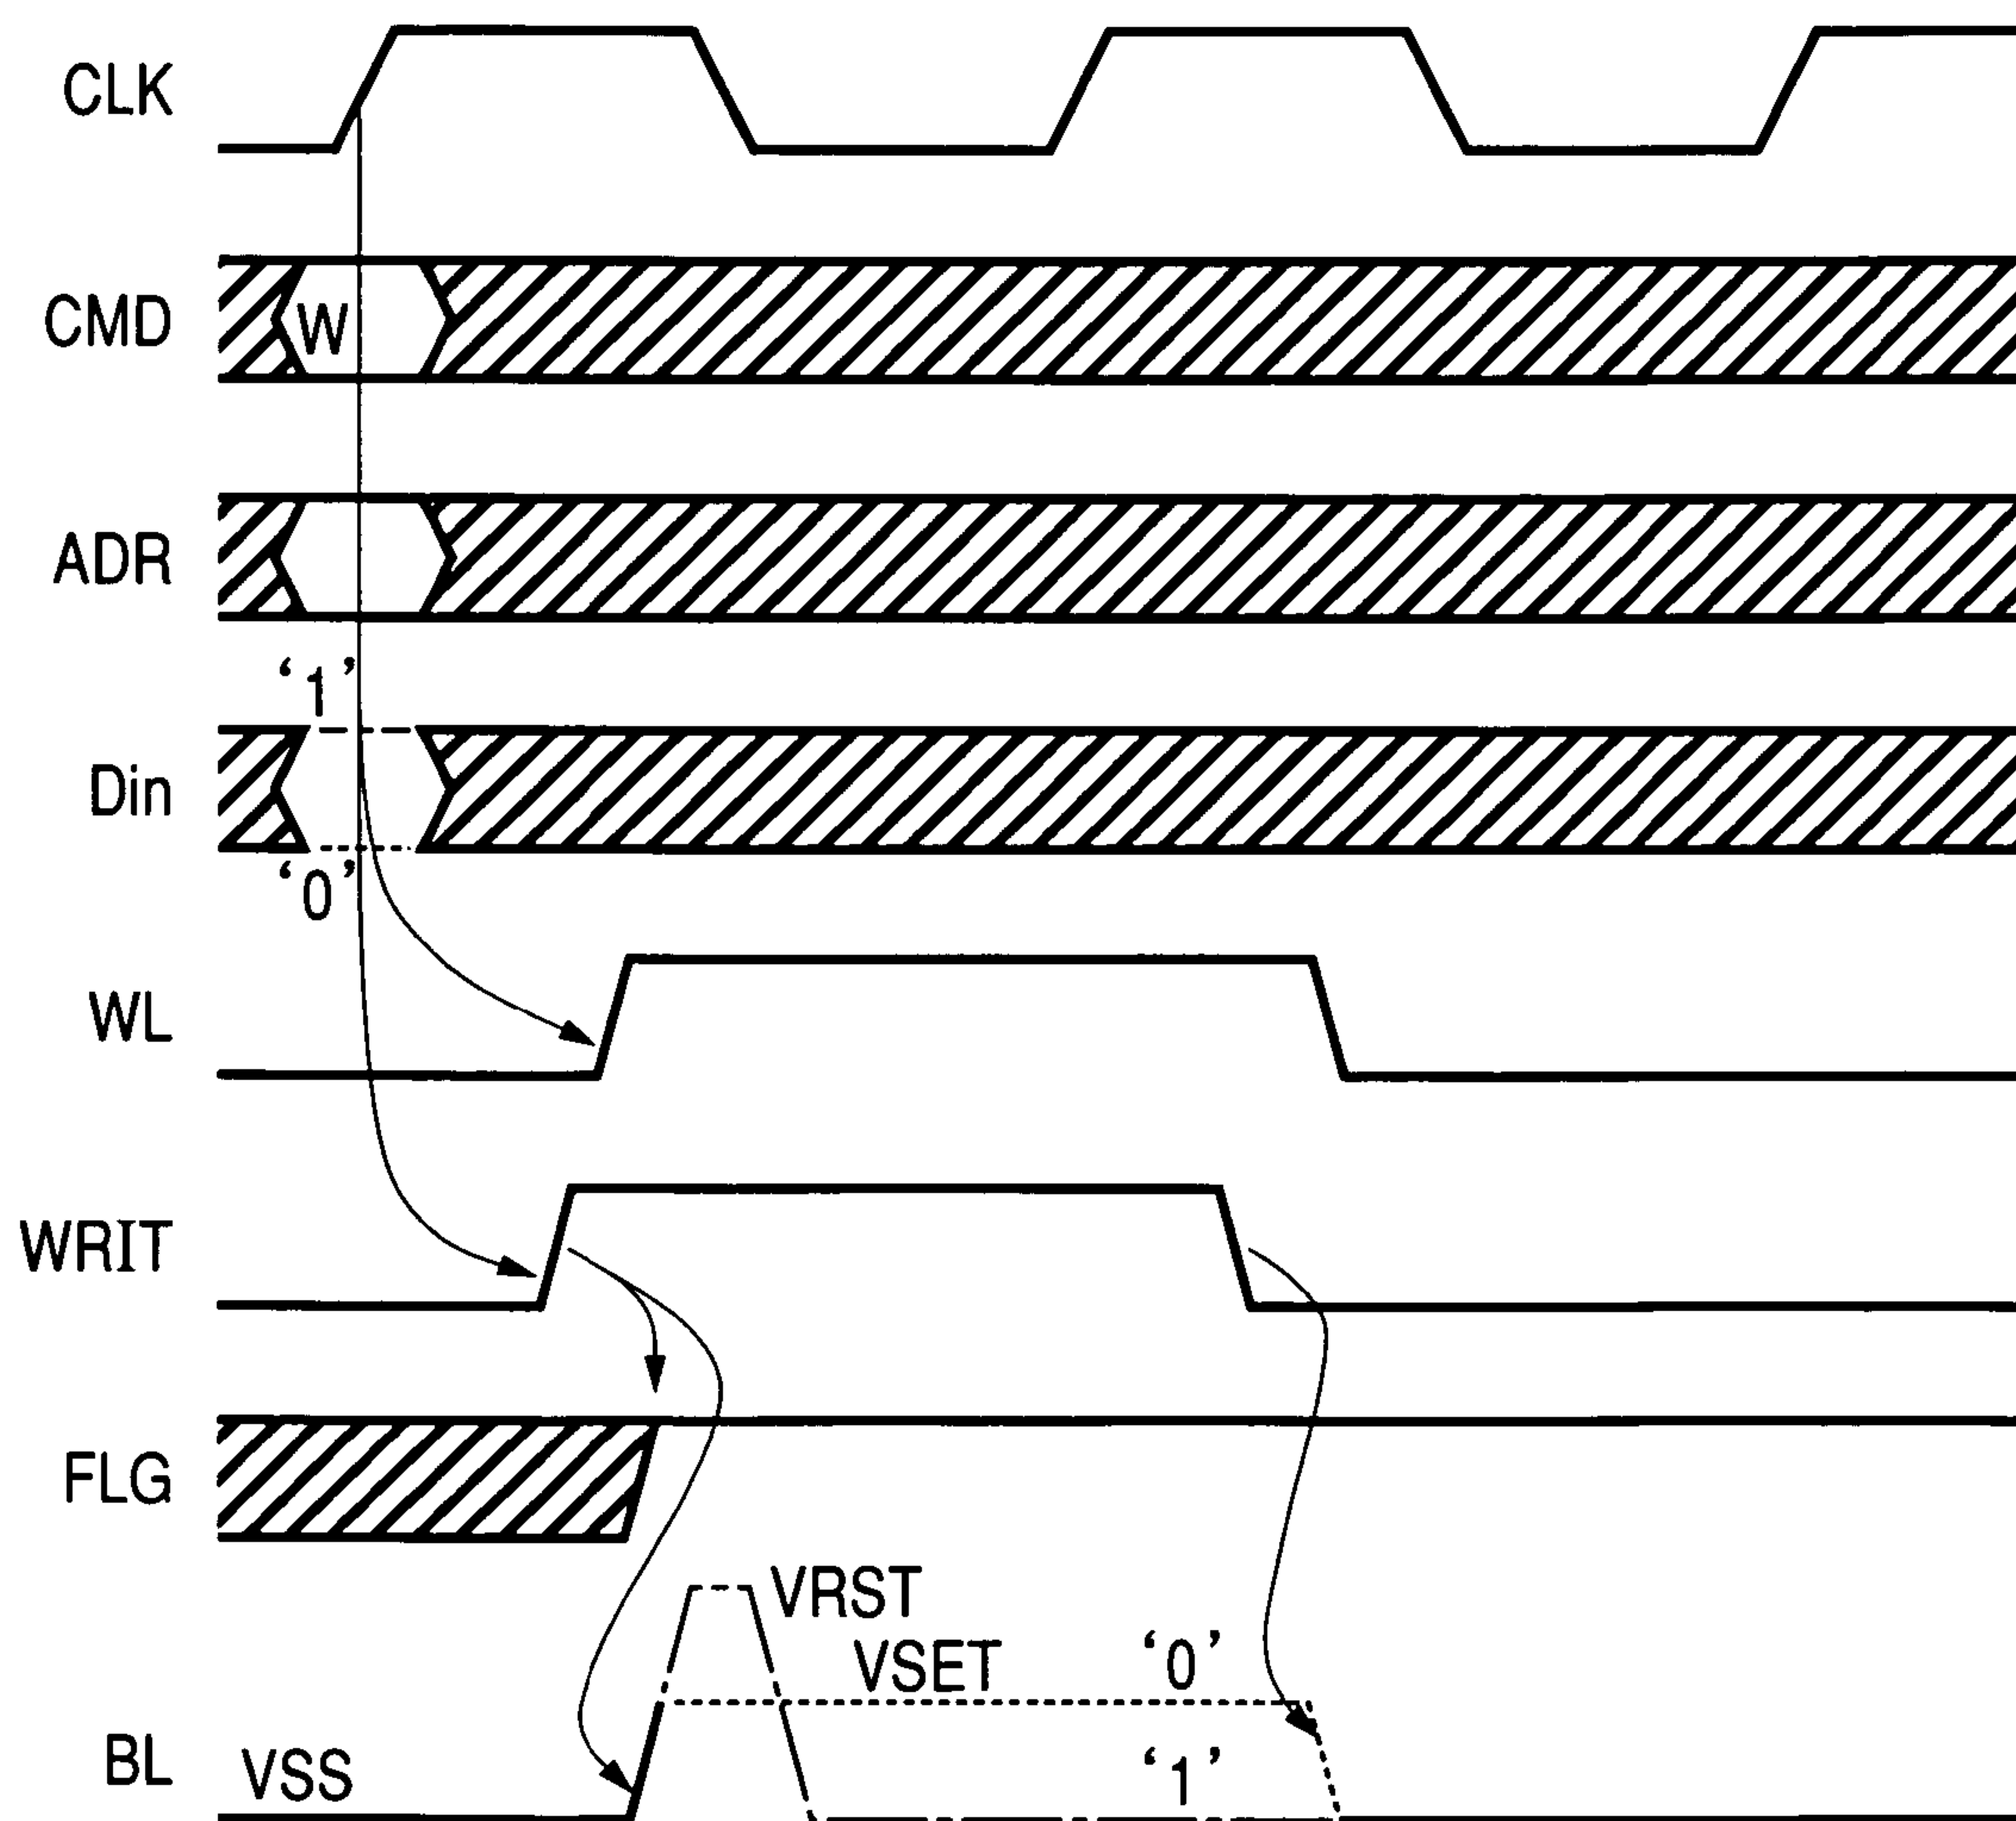 CLK
CMD W
ADR
‘1’
Din
‘0’
WL
WRIT
FLG
VRST
VSET ‘0’
BL VSS ‘1’